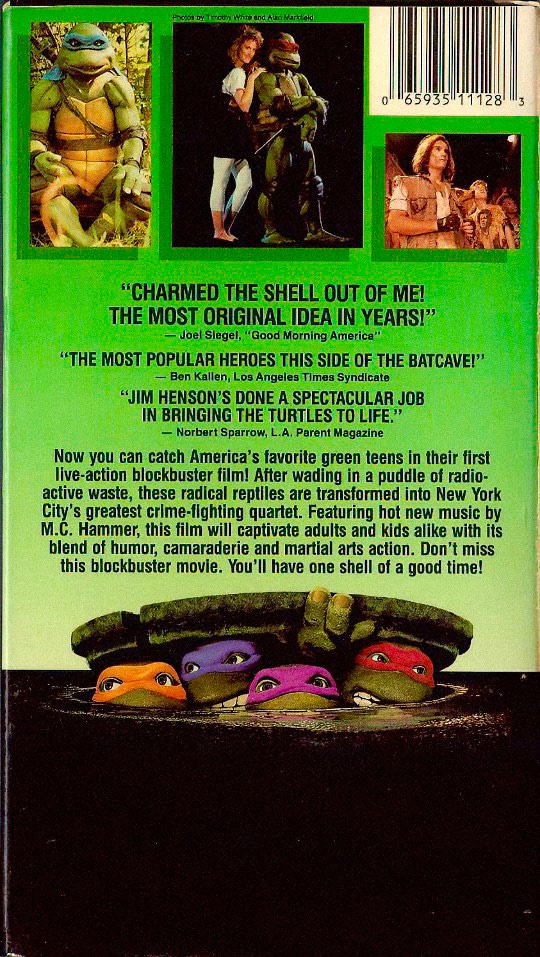 Photos by Timothy White and Alan Markfield
0 65935 11128 3
“CHARMED THE SHELL OUT OF ME!
THE MOST ORIGINAL IDEA IN YEARS!”
— Joel Siegel, “Good Morning America”
“THE MOST POPULAR HEROES THIS SIDE OF THE BATCAVE!”
— Ben Kallen, Los Angeles Times Syndicate
“JIM HENSON’S DONE A SPECTACULAR JOB
IN BRINGING THE TURTLES TO LIFE.”
— Norbert Sparrow, L.A. Parent Magazine
Now you can catch America’s favorite green teens in their first
live-action blockbuster film! After wading in a puddle of radio-
active waste, these radical reptiles are transformed into New York
City’s greatest crime-fighting quartet. Featuring hot new music by
M.C. Hammer, this film will captivate adults and kids alike with its
blend of humor, camaraderie and martial arts action. Don’t miss
this blockbuster movie. You’ll have one shell of a good time!